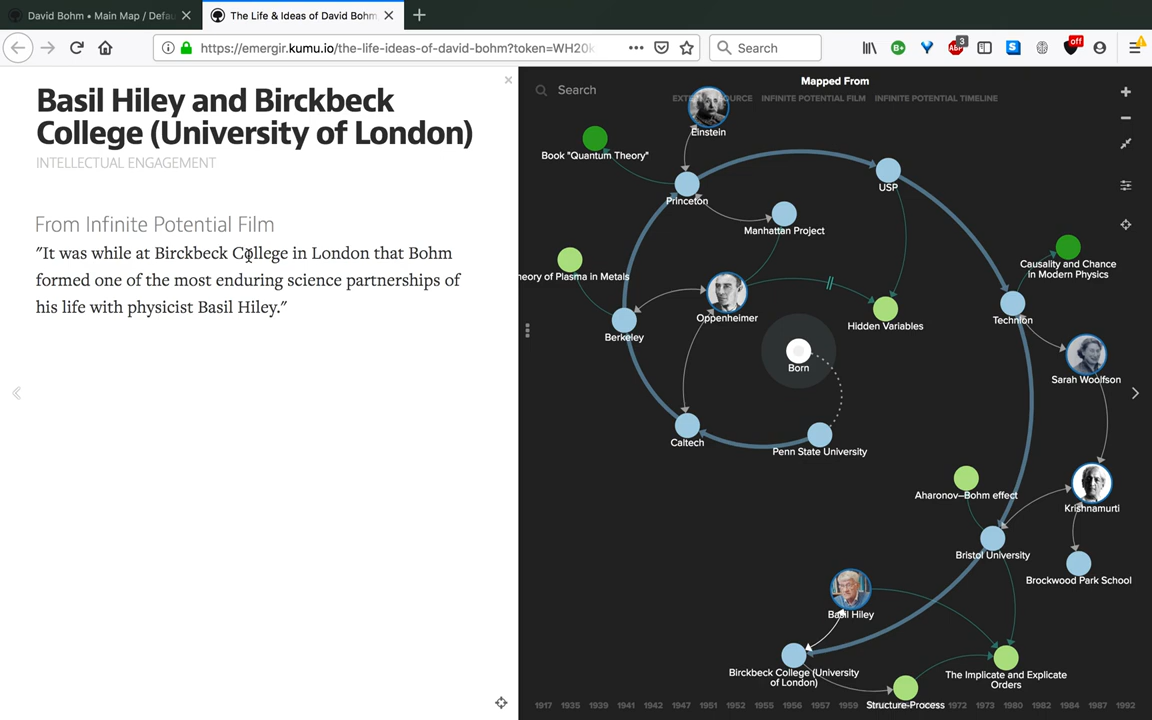 David Bohm • Main Map / Defau
The Life & Ideas of David Bohm,
https://emergir.kumu.io/the-life-ideas-of-david-bohm?token=WH20k
Search
3
off
Basil Hiley and Birckbeck
College (University of London)
INTELLECTUAL ENGAGEMENT
From Infinite Potential Film
"It was while at Birckbeck College in London that Bohm
formed one of the most enduring science partnerships of
his life with physicist Basil Hiley."
Mapped From
Search
INFINITE POTENTIAL FILM
INFINITE POTENTIAL TIMELINE
Einstein
Book "Quantum Theory"
Princeton
USP
Manhattan Project
Causality and Chance
in Modern Physics
heory of Plasma in Metals
Oppenheimer
Hidden Variables
Technion
Berkeley
Born
Sarah Woolfson
Caltech
Penn State University
Aharonov–Bohm effect
Krishnamurti
Bristol University
Brockwood Park School
Basil Hiley
Birckbeck College (University
of London)
The Implicate and Explicate
Orders
Structure-Process
1917 1935 1939 1941 1942 1947 1951 1952 1955 1956 1957 1959 1972 1973 1980 1982 1984 1987 1992